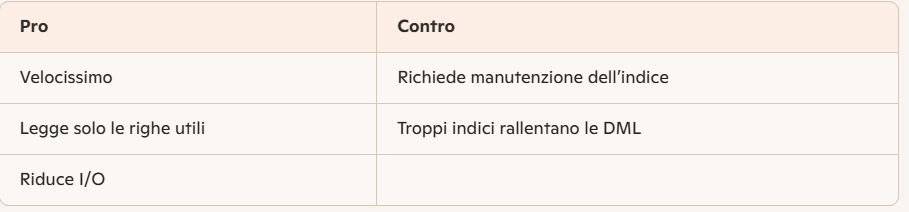 Pro Contro
Velocissimo Richiede manutenzione dell’indice
Legge solo le righe utili Troppi indici rallentano le DML
Riduce I/O